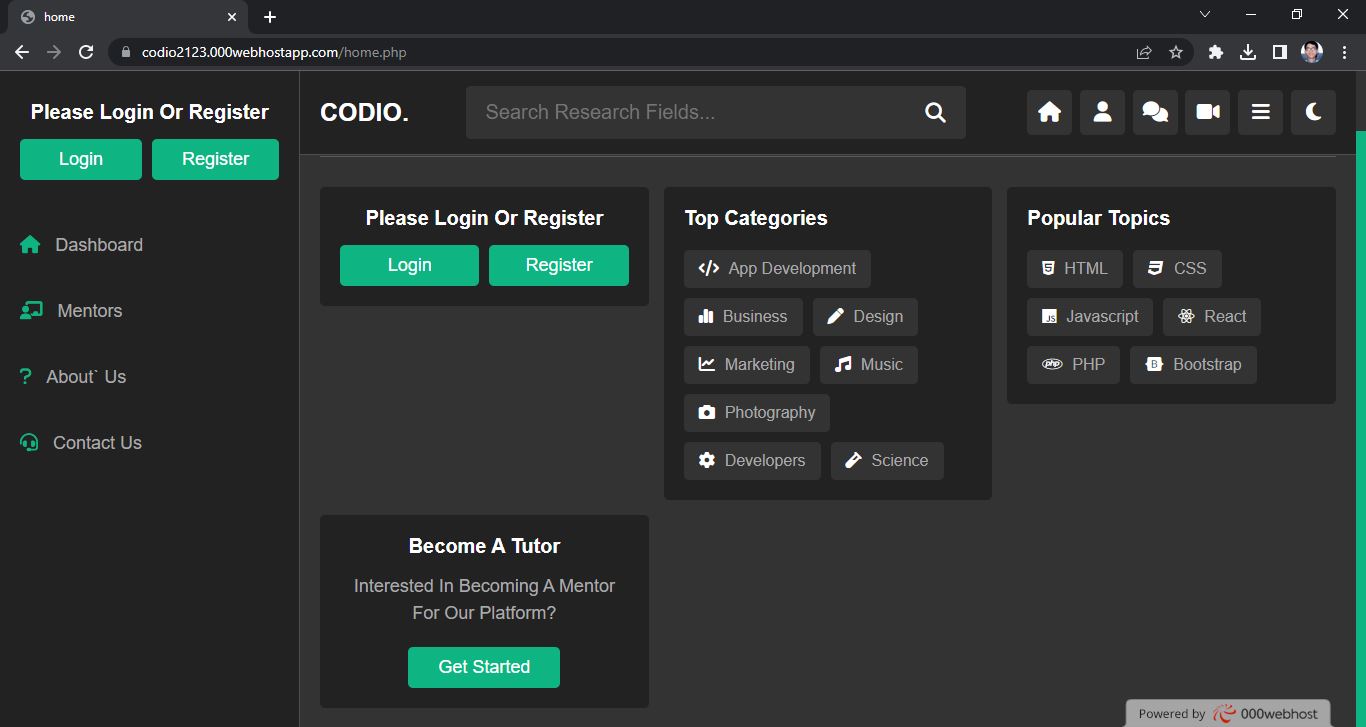 home
codio2123.000webhostapp.com/home.php
Please Login Or Register
Login Register
Dashboard
Mentors
?
About` Us
Contact Us
CODIO.
Search Research Fields...
Please Login Or Register
Login Register
Top Categories
App Development
Business Design
Marketing Music
Photography
Developers Science
Popular Topics
HTML CSS
JS Javascript React
php PHP B Bootstrap
Become A Tutor
Interested In Becoming A Mentor
For Our Platform?
Get Started
Powered by 000webhost